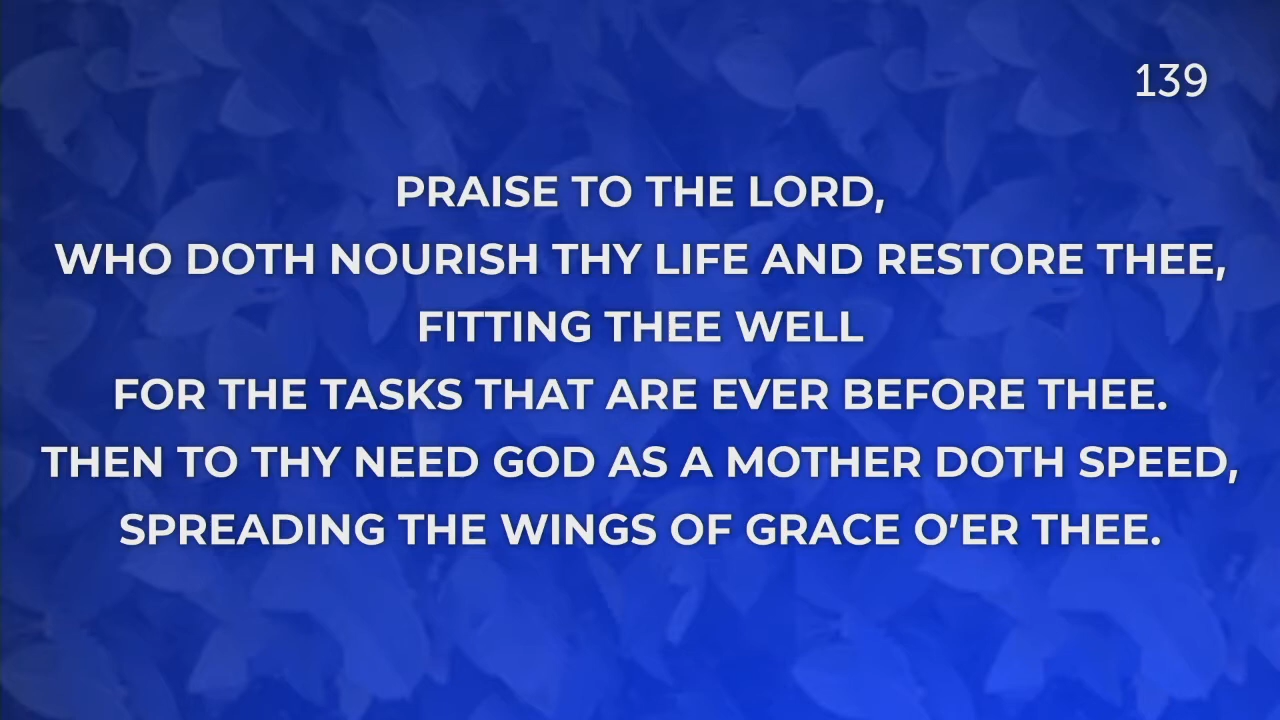 139
PRAISE TO THE LORD,
WHO DOTH NOURISH THY LIFE AND RESTORE THEE,
FITTING THEE WELL
FOR THE TASKS THAT ARE EVER BEFORE THEE.
THEN TO THY NEED GOD AS A MOTHER DOTH SPEED,
SPREADING THE WINGS OF GRACE O'ER THEE.